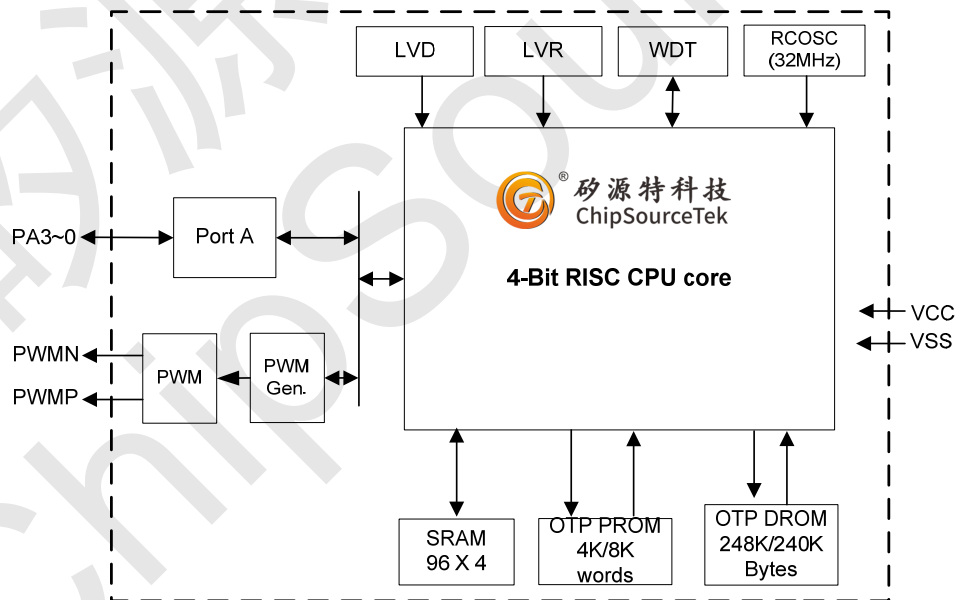 LVD
LVR
WDT
RCOSC
(32MHz)
®
矽源特科技
ChipSourceTek
4-Bit RISC CPU core
PA3~0
Port A
VCC
VSS
PWMN
PWMP
PWM
PWM
Gen.
SRAM
96 X 4
OTP PROM
4K/8K
words
OTP DROM
248K/240K
Bytes
ChipSour